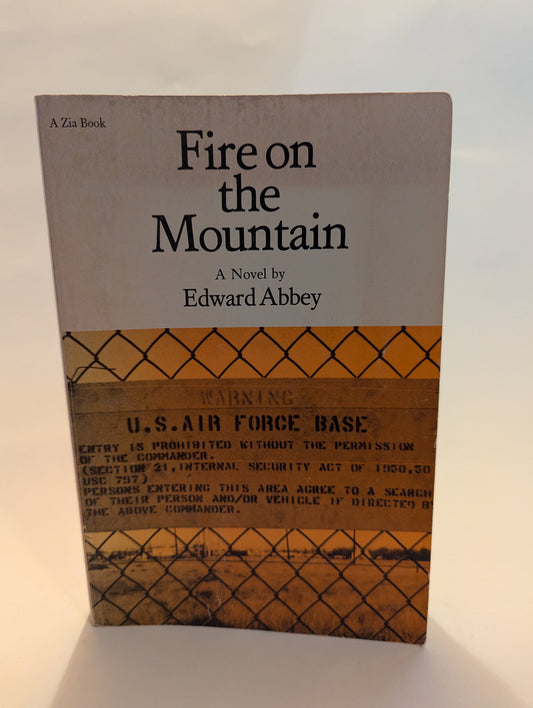 A Zia Book
Fire on
the
Mountain
A Novel by
Edward Abbey
WARNING
U.S. AIR FORCE BASE
ENTRY IS PROHIBITED WITHOUT THE PERMISSION
OF THE COMMANDER.
(SECTION 21, INTERNAL SECURITY ACT OF 1950, 50
USC 797)
PERSONS ENTERING THIS AREA AGREE TO A SEARCH
OF THEIR PERSON AND/OR VEHICLE IF DIRECTED BY
THE ABOVE COMMANDER.